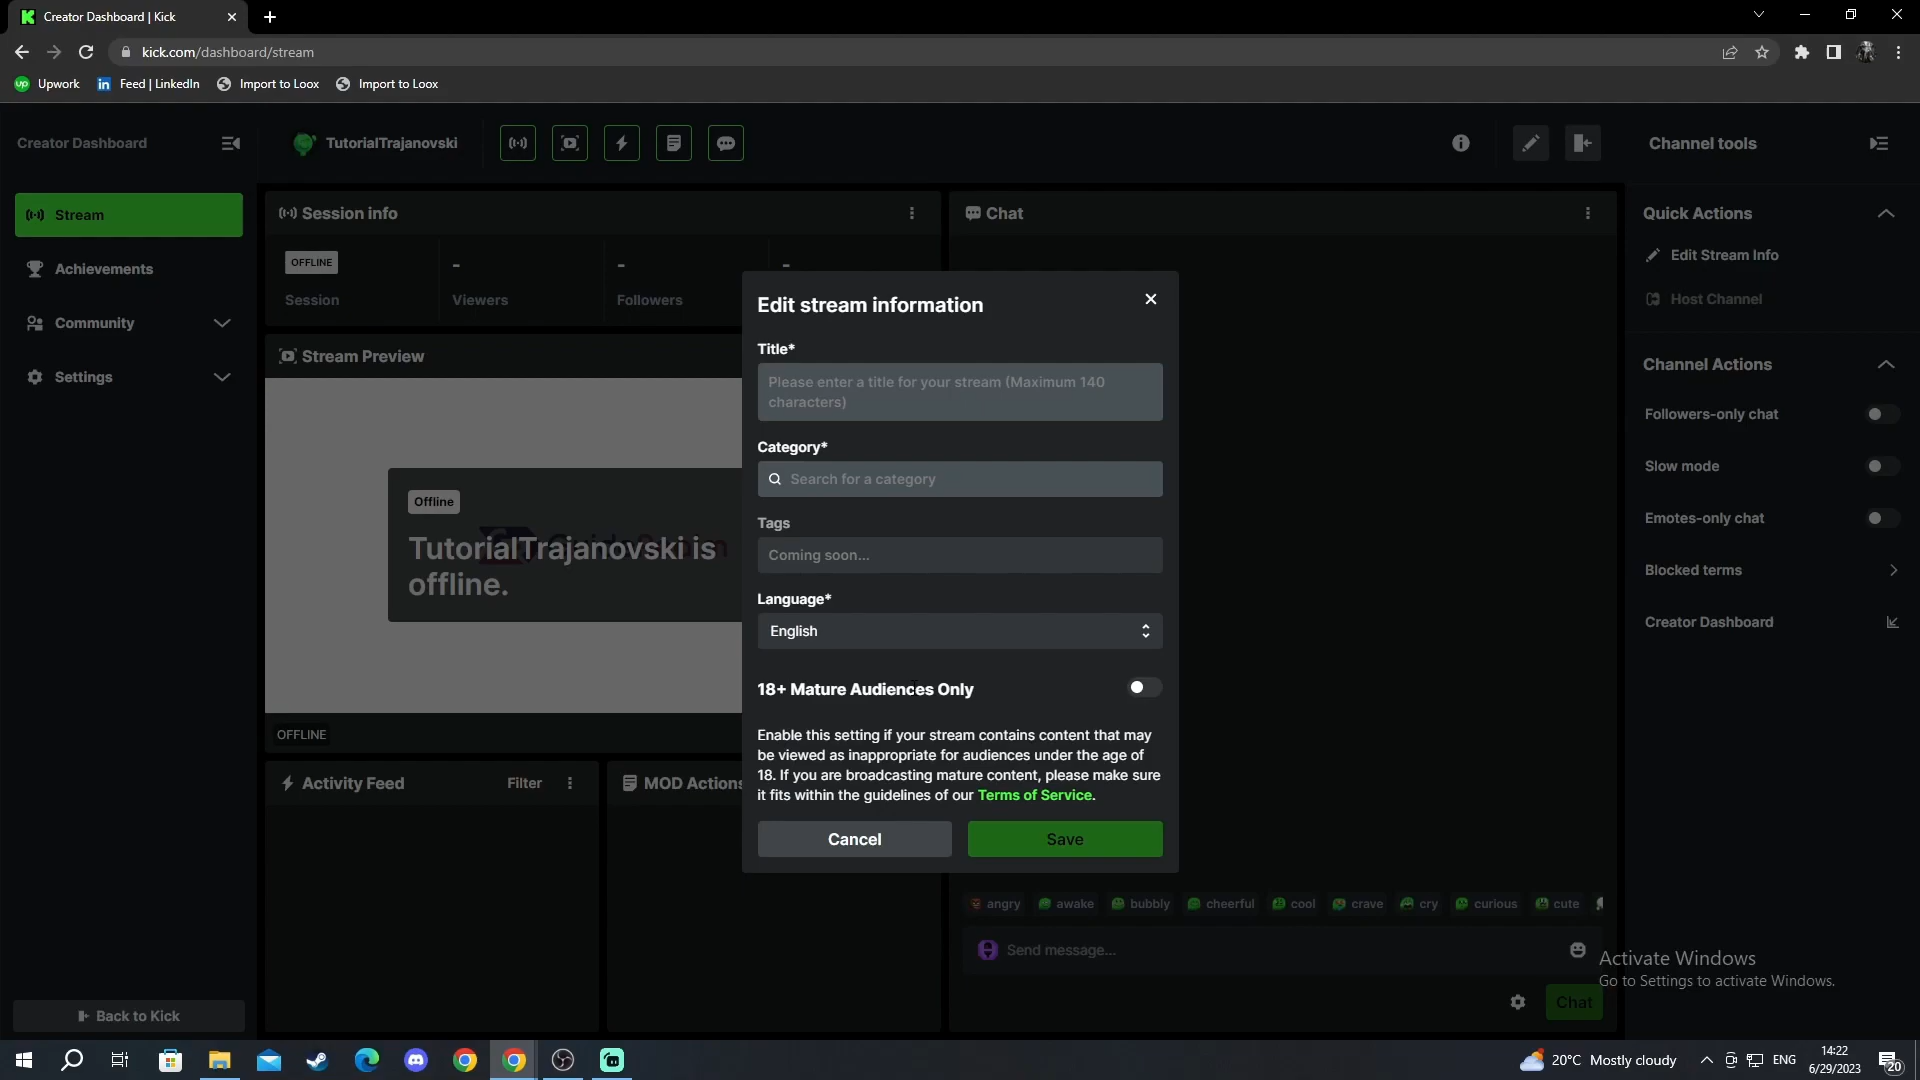 Creator Dashboard | Kick
kick.com/dashboard/stream
Upwork
Feed | LinkedIn
Import to Loox
Import to Loox
Creator Dashboard
TutorialTrajanovski
Channel tools
Stream
Achievements
Community
Settings
Session info
OFFLINE
-
-
-
Session
Viewers
Followers
Chat
Stream Preview
Offline
TutorialTrajanovski is
offline.
OFFLINE
Activity Feed
Filter
MOD Actions
Edit stream information
Title*
Please enter a title for your stream (Maximum 140
characters)
Category*
Search for a category
Tags
Coming soon...
Language*
English
18+ Mature Audiences Only
Enable this setting if your stream contains content that may
be viewed as inappropriate for audiences under the age of
18. If you are broadcasting mature content, please make sure
it fits within the guidelines of our Terms of Service.
Cancel
Save
Quick Actions
Edit Stream Info
Host Channel
Channel Actions
Followers-only chat
Slow mode
Emotes-only chat
Blocked terms
Creator Dashboard
angry
awake
bubbly
cheerful
cool
crave
cry
curious
cute
Send message...
Activate Windows
Go to Settings to activate Windows.
Chat
Back to Kick
20°C Mostly cloudy
ENG
14:22
6/29/2023
20